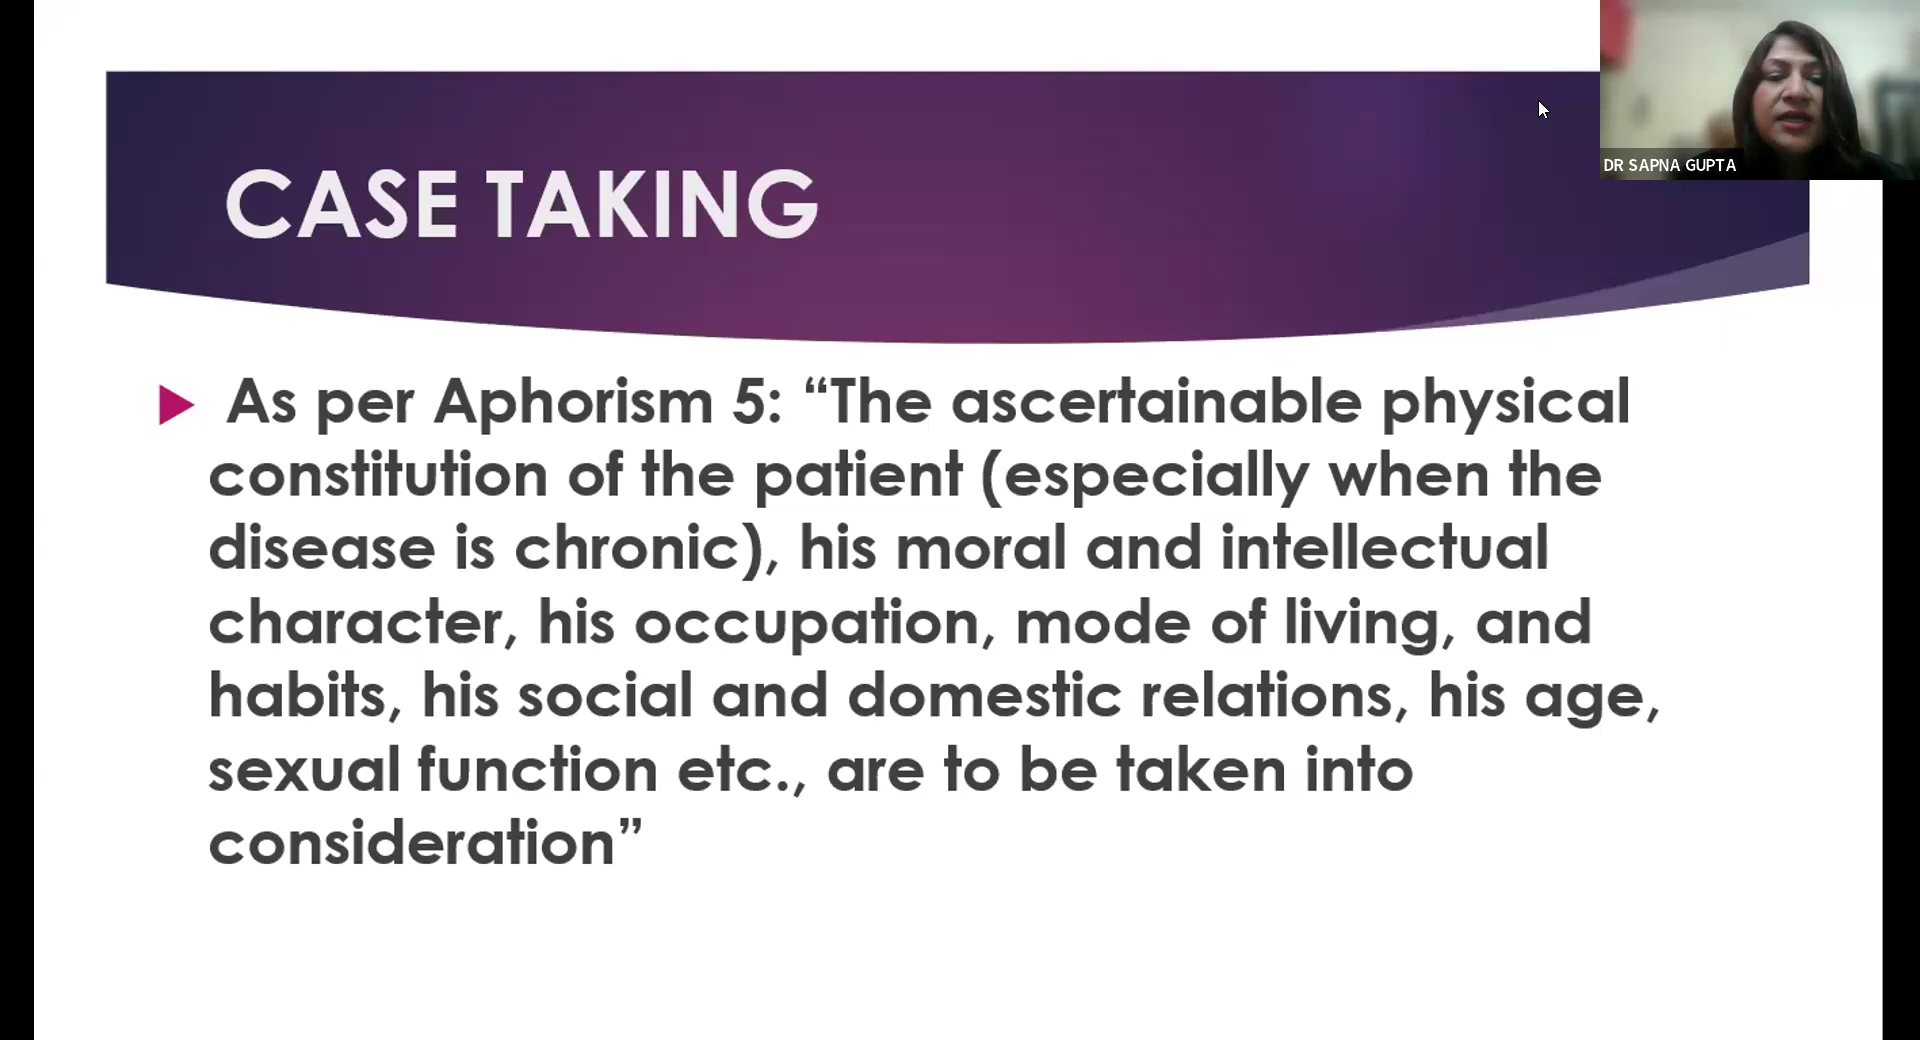 DR SAPNA GUPTA
CASE TAKING
As per Aphorism 5: “The ascertainable physical
constitution of the patient (especially when the
disease is chronic), his moral and intellectual
character, his occupation, mode of living, and
habits, his social and domestic relations, his age,
sexual function etc., are to be taken into
consideration”